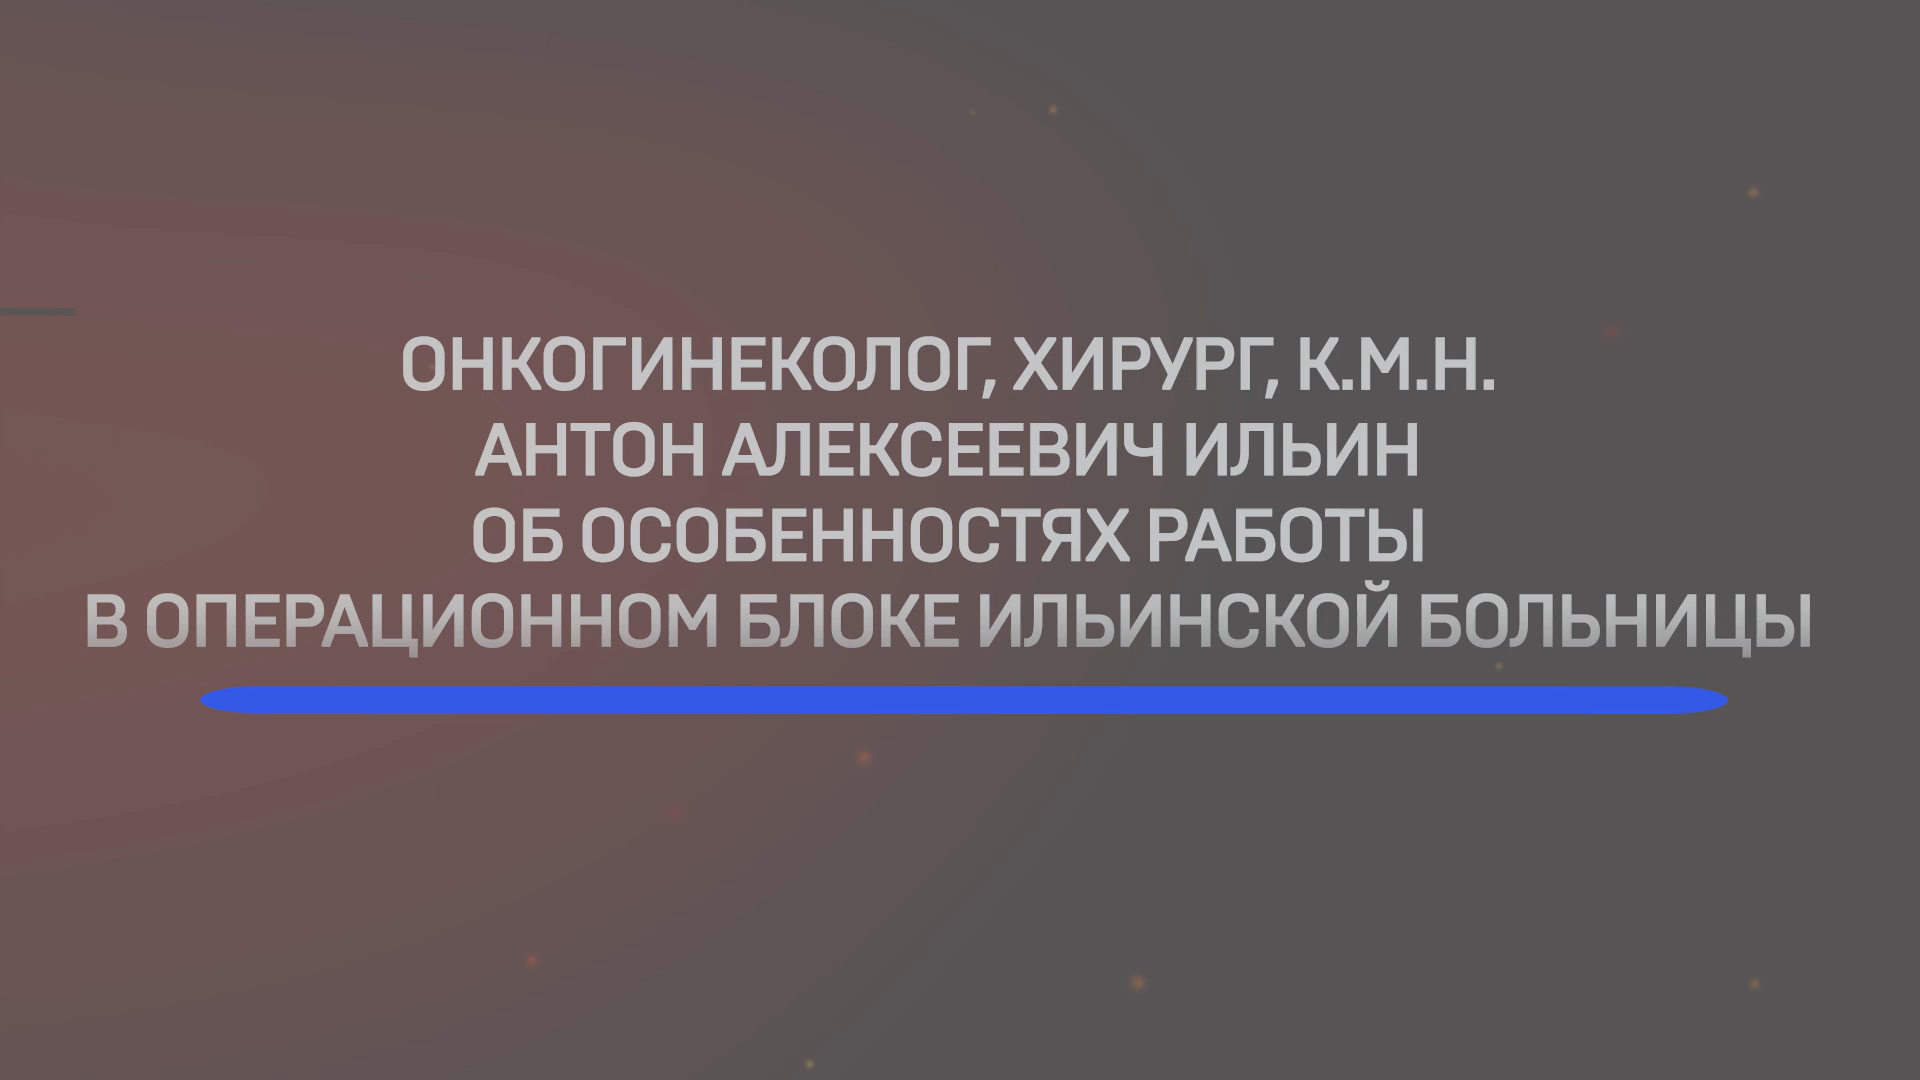 ОНКОГИНЕКОЛОГ, ХИРУРГ, К.М.Н.
АНТОН АЛЕКСЕЕВИЧ ИЛЬИН
ОБ ОСОБЕННОСТЯХ РАБОТЫ
В ОПЕРАЦИОННОМ БЛОКЕ ИЛЬИНСКОЙ БОЛЬНИЦЫ